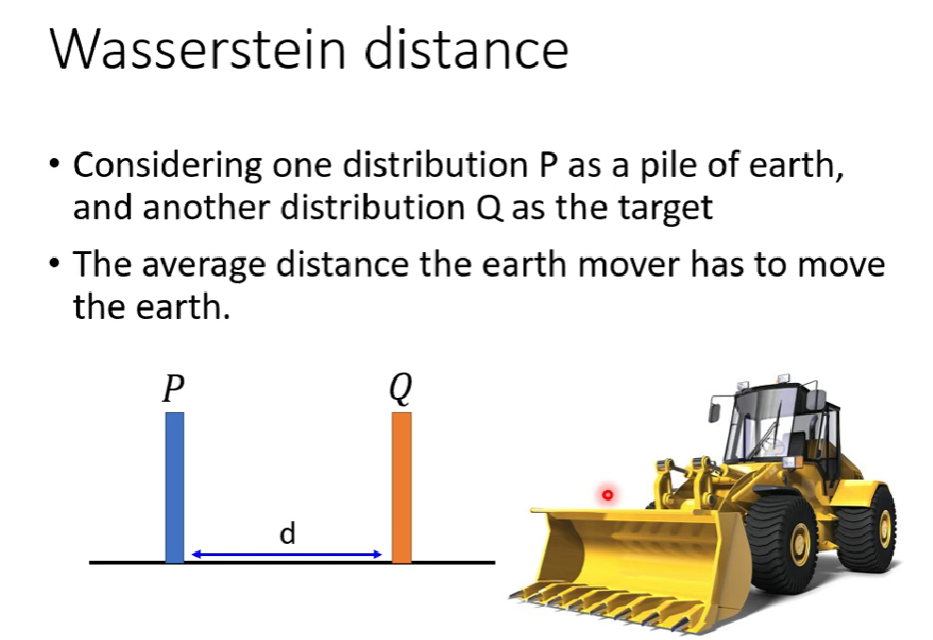 Wasserstein distance
• Considering one distribution P as a pile of earth,
and another distribution Q as the target
• The average distance the earth mover has to move
the earth.
P
Q
d